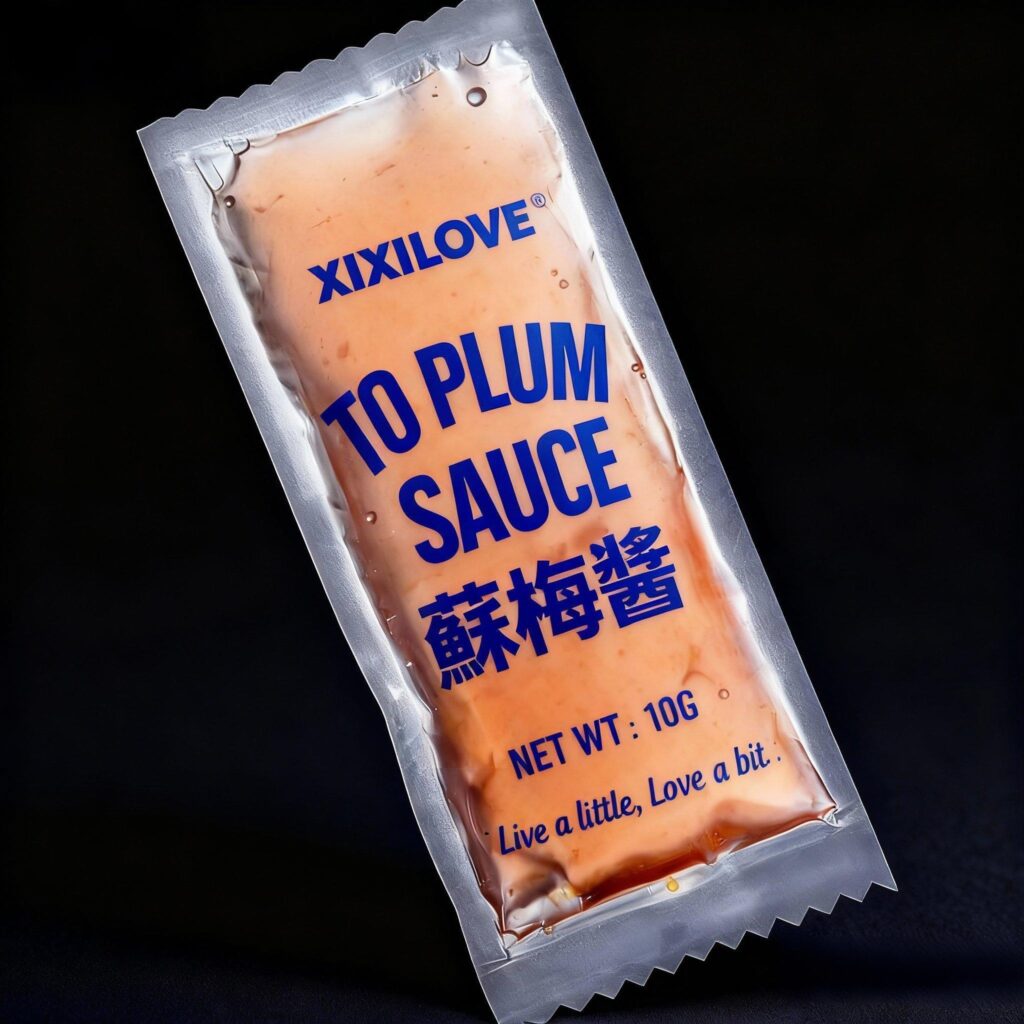 XIXILOVE®
TO PLUM
SAUCE
蘇梅醬
NET WT : 10G
Live a little, Love a bit. .